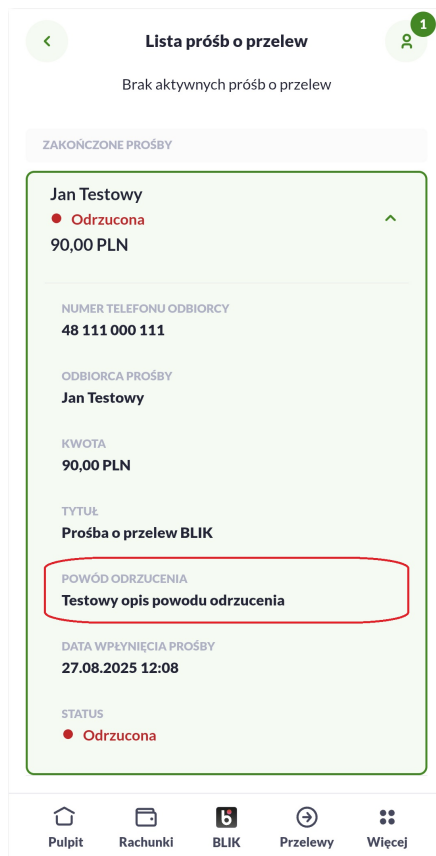 1
Lista próśb o przelew
Brak aktywnych próśb o przelew
ZAKOŃCZONE PROŚBY
Jan Testowy
Odrzucona
90,00 PLN
NUMER TELEFONU ODBIORCY
48 111 000 111
ODBIORCA PROŚBY
Jan Testowy
KWOTA
90,00 PLN
TYTUŁ
Prośba o przelew BLIK
POWÓD ODRZUCENIA
Testowy opis powodu odrzucenia
DATA WPŁYNIĘCIA PROŚBY
27.08.2025 12:08
STATUS
Odrzucona
Pulpit Rachunki BLIK Przelewy Więcej